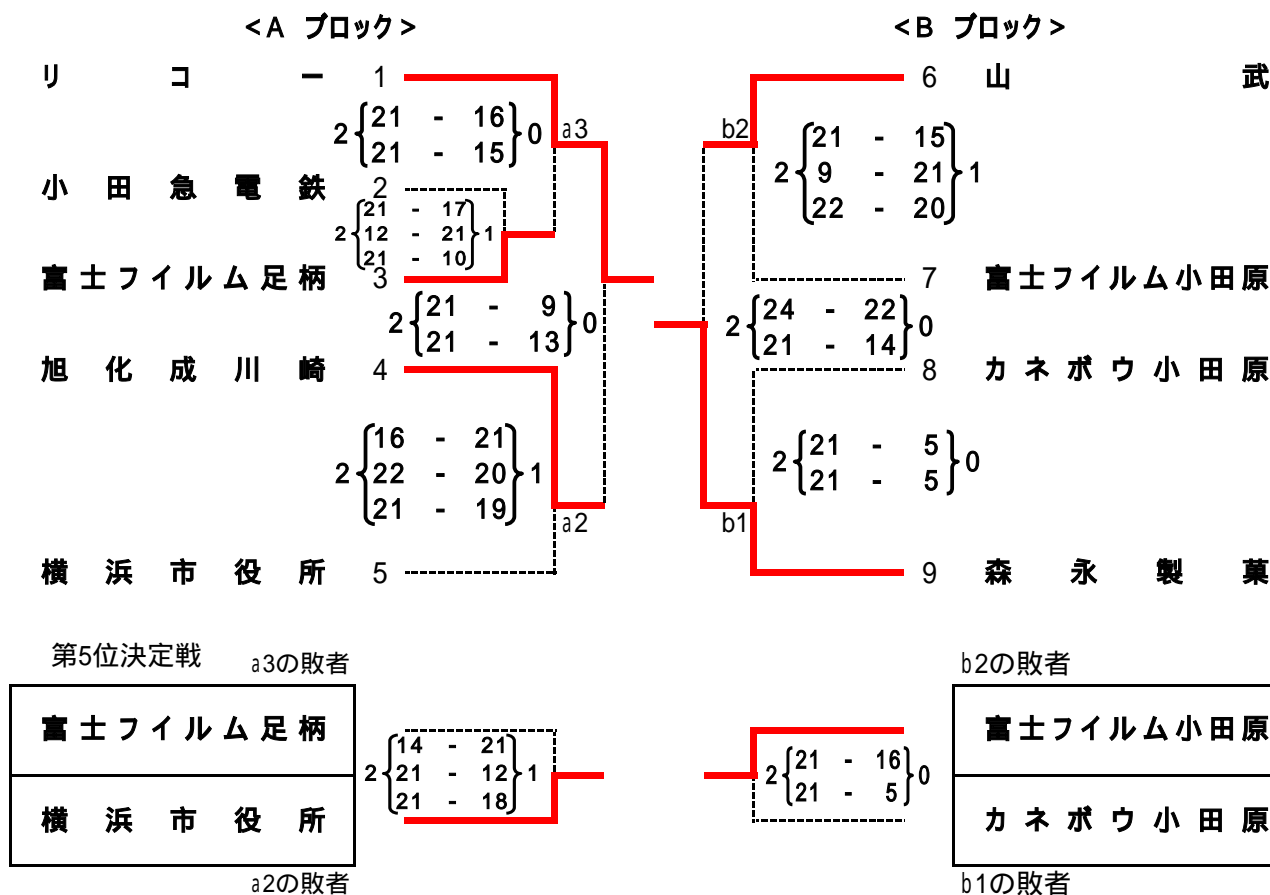 <A ブロック> <B ブロック>
リコー 1 6 山武
2 { 21 - 16 } 0 a3 b2
21 - 15
2 { 21 - 15 } 1
9 - 21
22 - 20
小田急電鉄 2
2 { 21 - 17 } 1
12 - 21
21 - 10
富士フイルム足柄 3 7 富士フイルム小田原
2 { 21 - 9 } 0
21 - 13
2 { 24 - 22 } 0
21 - 14
旭化成川崎 4 8 カネボウ小田原
2 { 16 - 21 } 1
22 - 20
21 - 19
2 { 21 - 5 } 0
21 - 5
a2 b1
横浜市役所 5 9 森永製菓
第5位決定戦 a3の敗者 b2の敗者
富士フイルム足柄 富士フイルム小田原
2 { 14 - 21 } 1
21 - 12
21 - 18
2 { 21 - 16 } 0
21 - 5
横浜市役所 カネボウ小田原
a2の敗者 b1の敗者